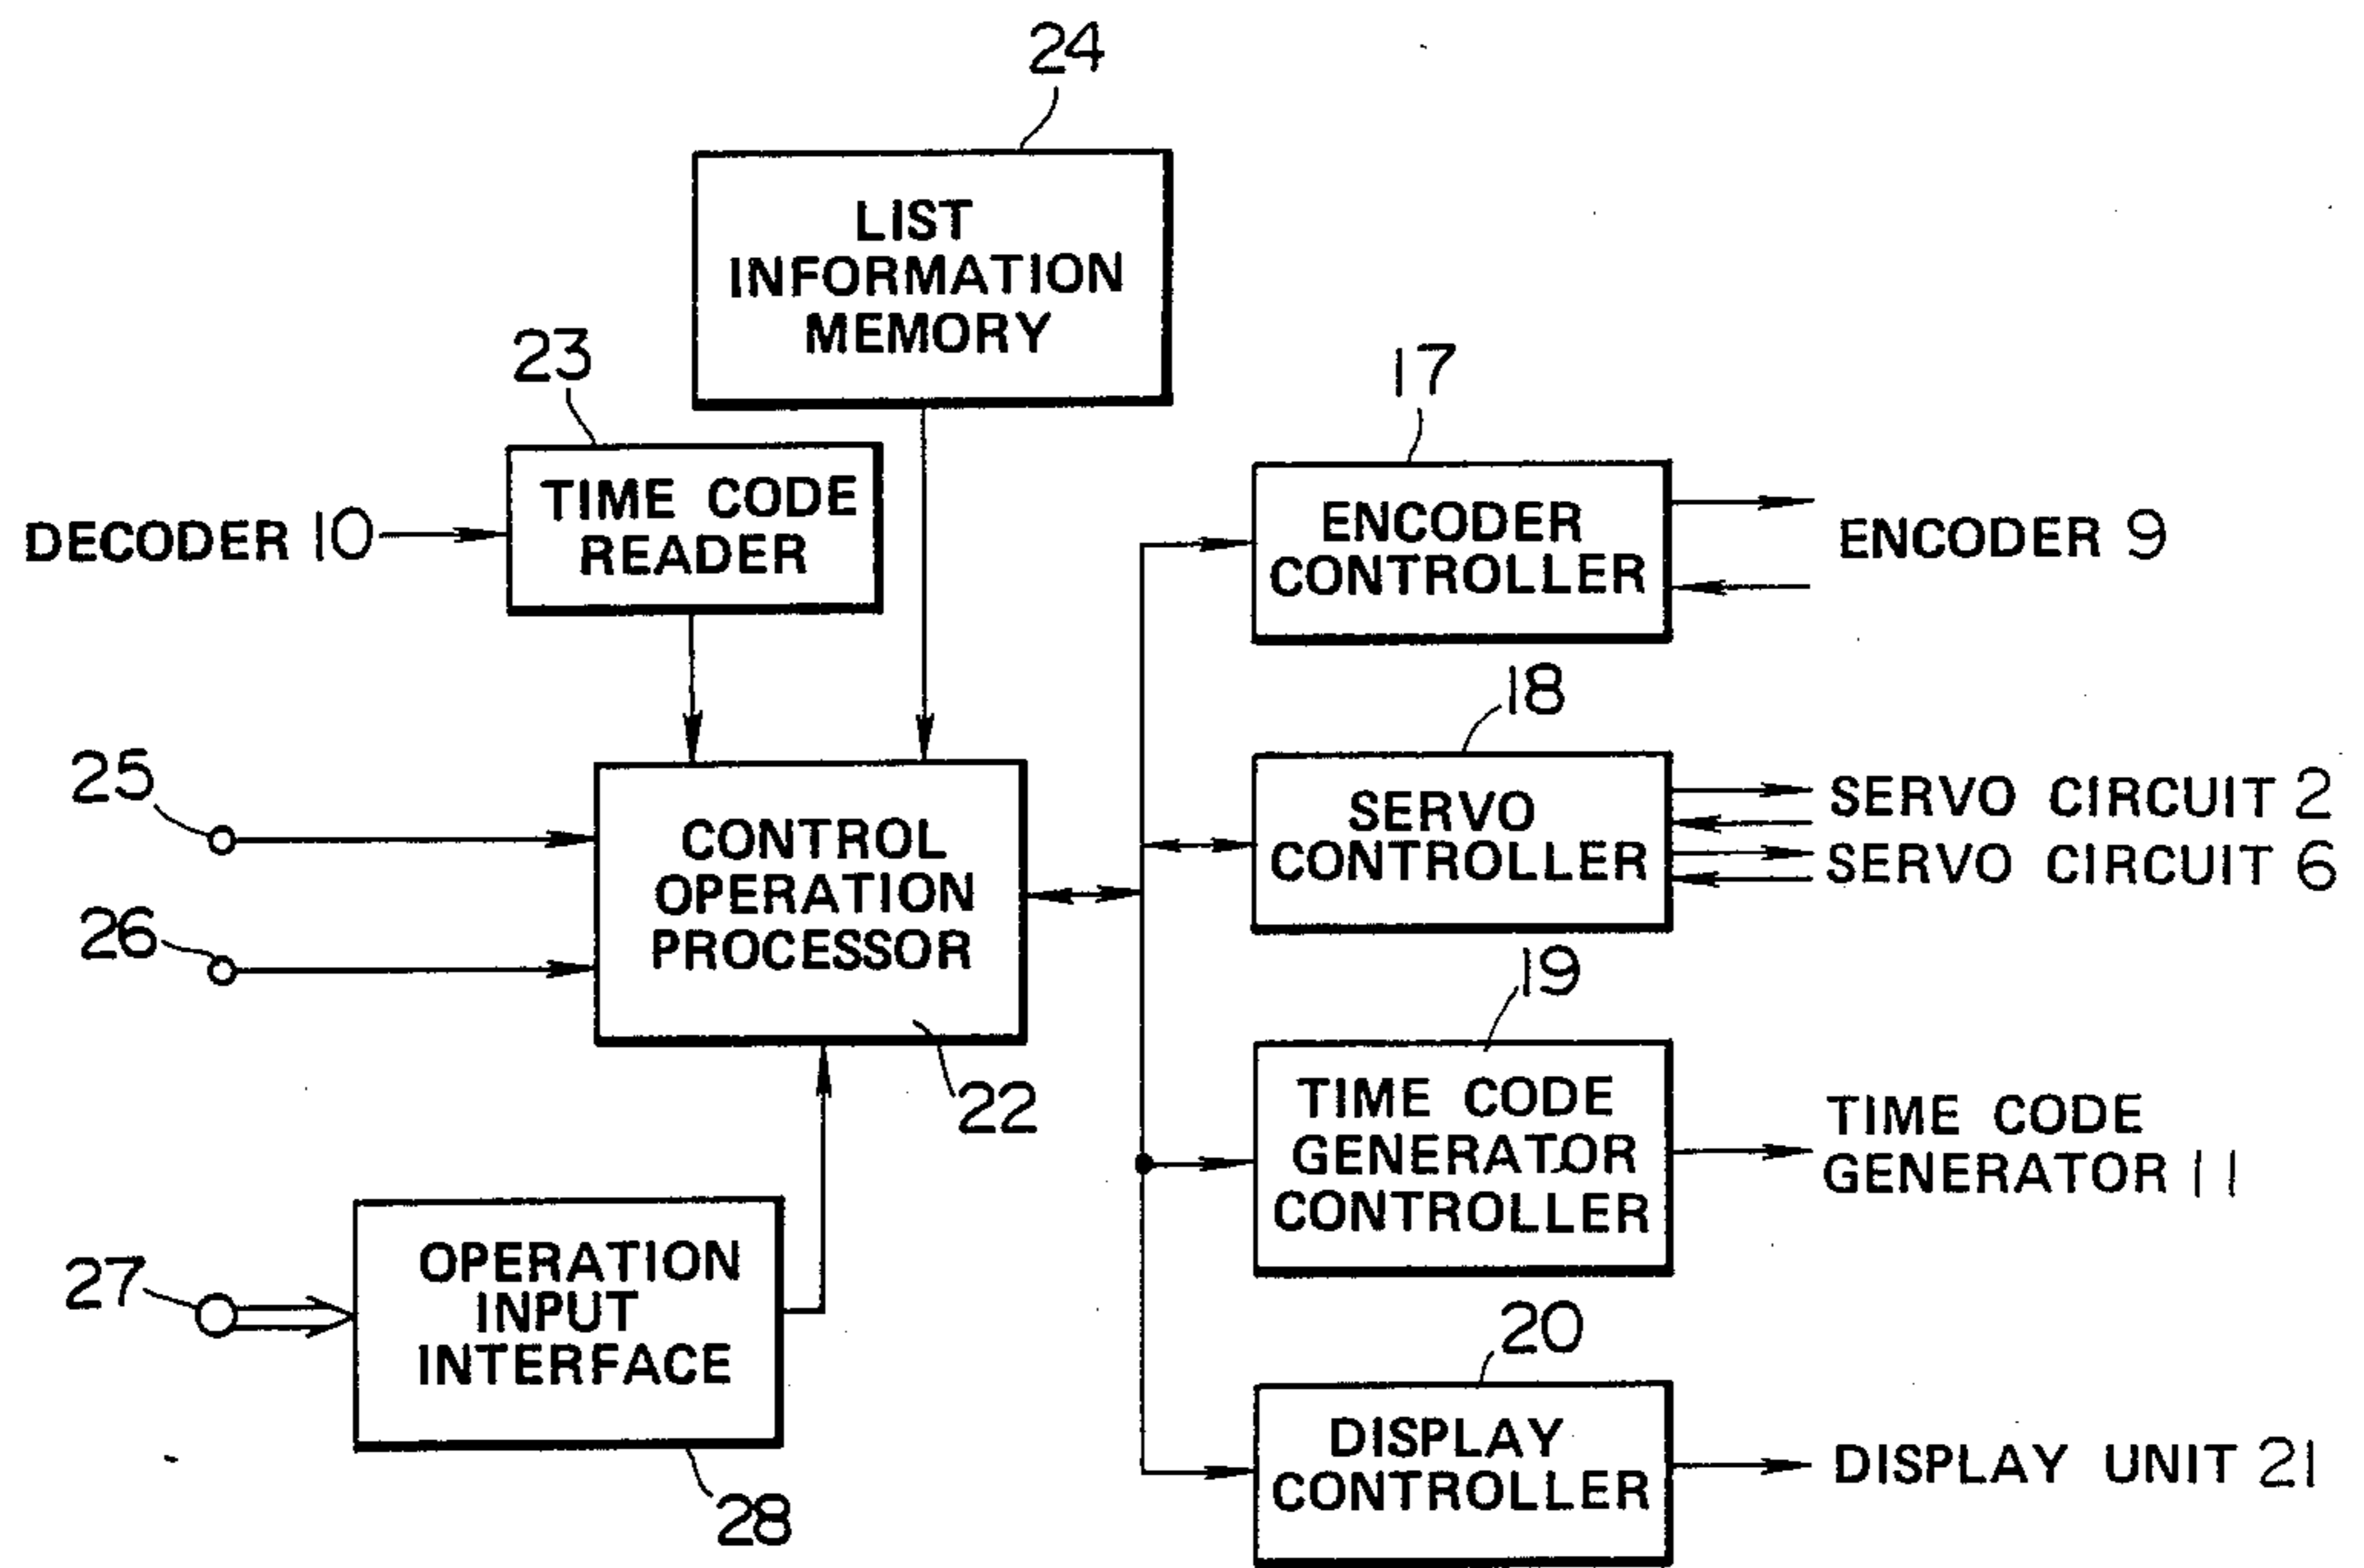 24
LIST
INFORMATION
MEMORY
23
TIME CODE
READER
DECODER 10
17
ENCODER
CONTROLLER
ENCODER 9
18
SERVO
CONTROLLER
SERVO CIRCUIT 2
SERVO CIRCUIT 6
25
26
CONTROL
OPERATION
PROCESSOR
22
19
TIME CODE
GENERATOR
CONTROLLER
TIME CODE
GENERATOR 11
27
OPERATION
INPUT
INTERFACE
28
20
DISPLAY
CONTROLLER
DISPLAY UNIT 21